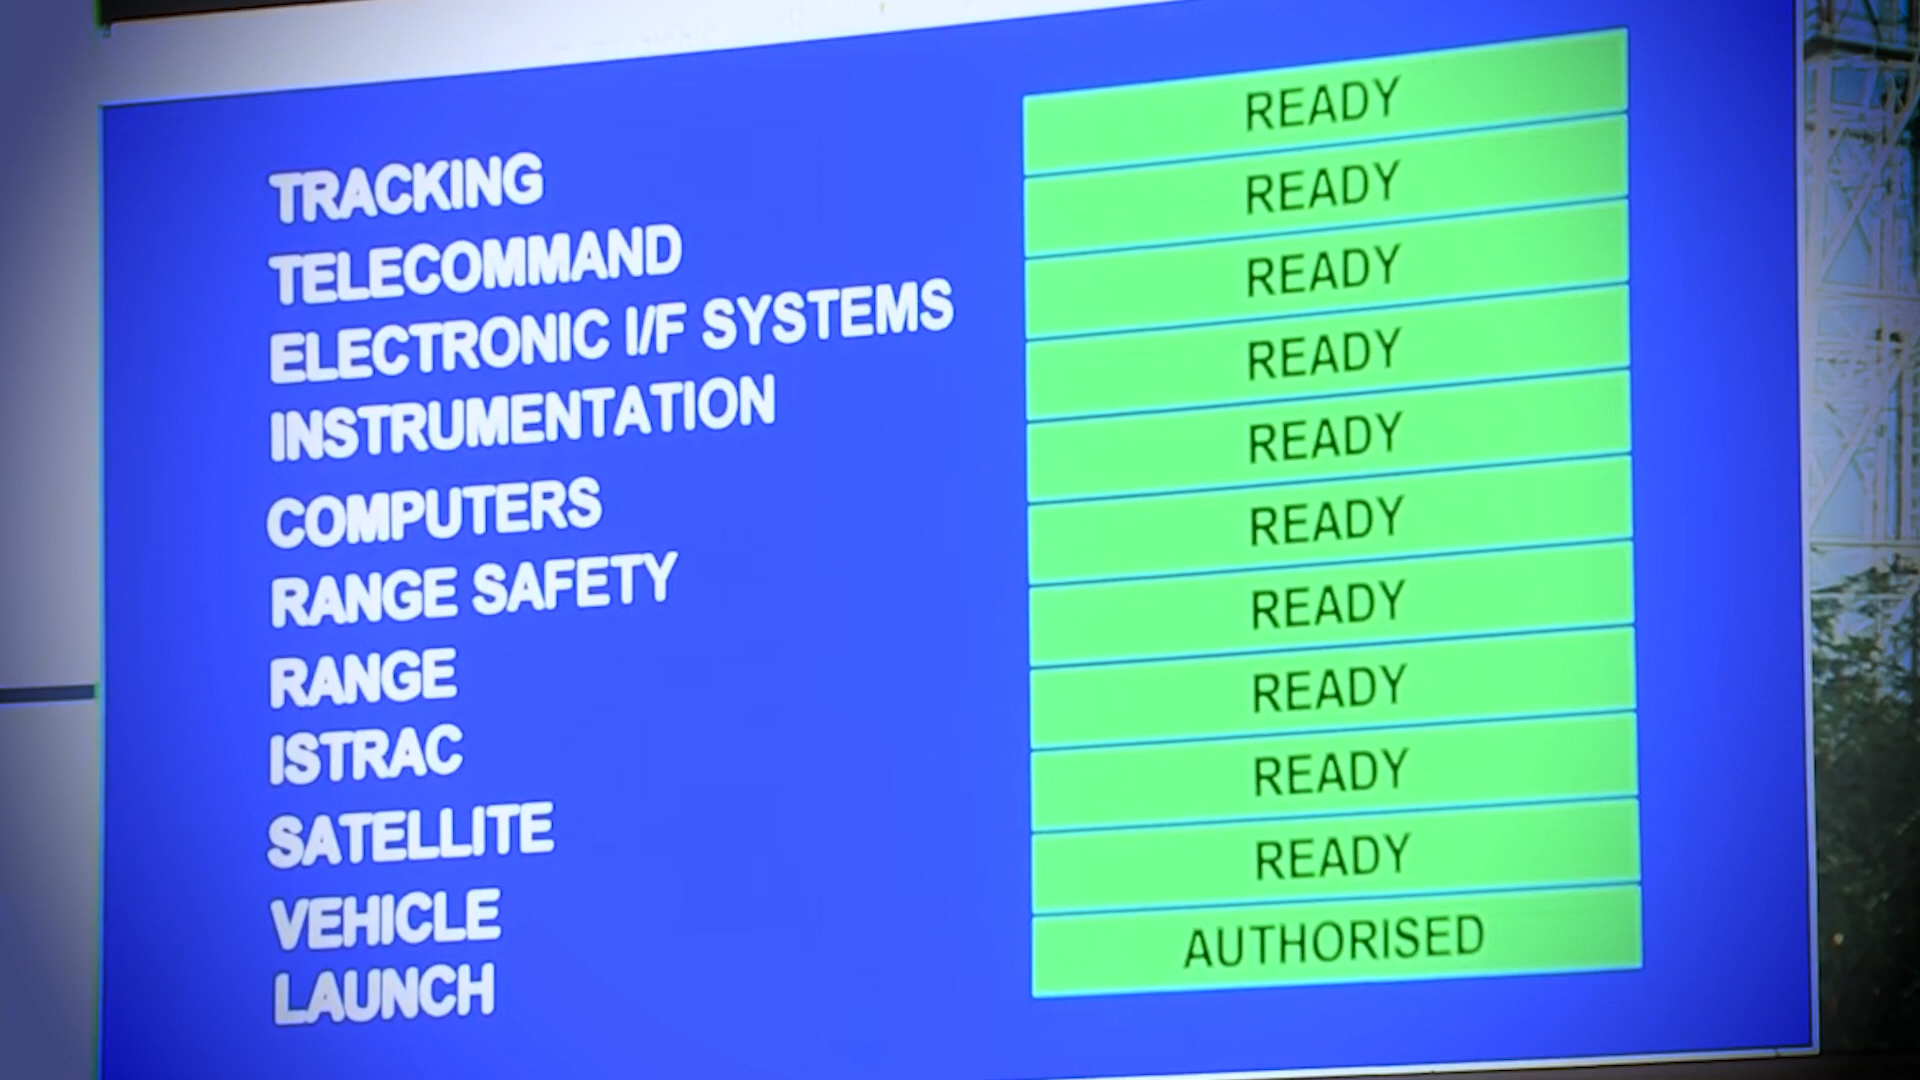 TRACKING READY
TELECOMMAND READY
ELECTRONIC I/F SYSTEMS READY
INSTRUMENTATION READY
COMPUTERS READY
RANGE SAFETY READY
RANGE READY
ISTRAC READY
SATELLITE READY
VEHICLE READY
LAUNCH AUTHORISED